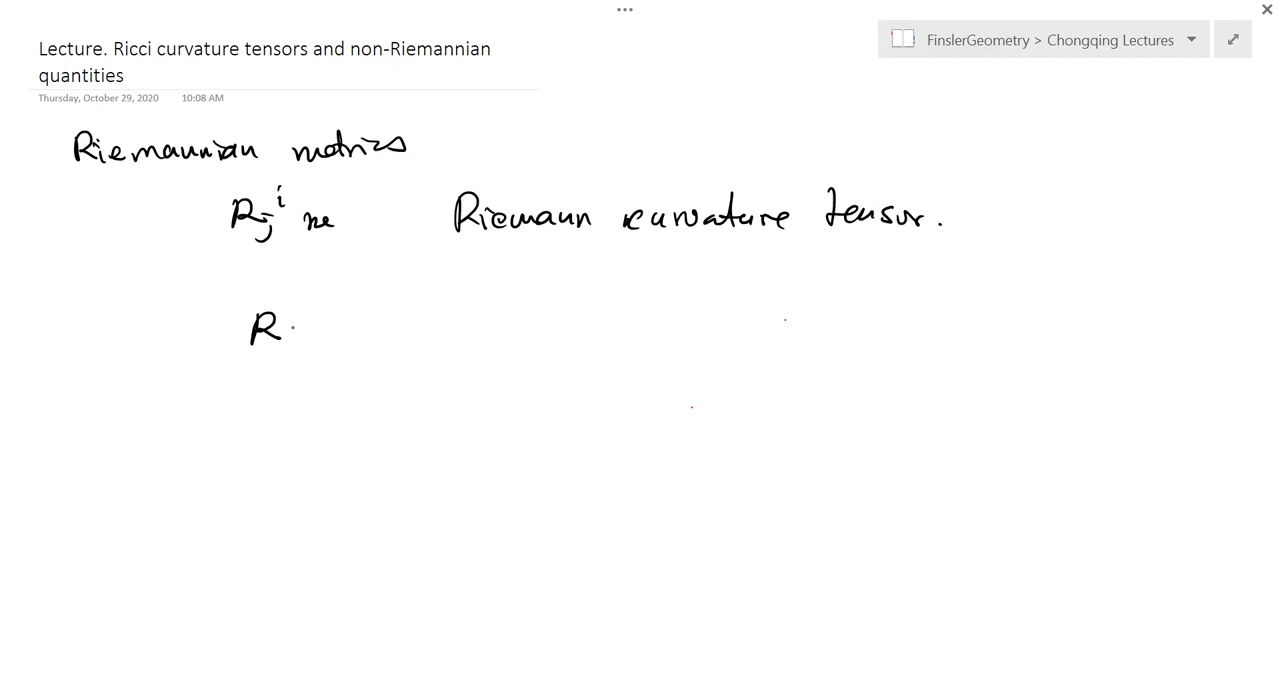 Lecture. Ricci curvature tensors and non-Riemannian
quantities
FinslerGeometry > Chongqing Lectures
Thursday, October 29, 2020 10:08 AM
Riemannian metrics
R_j^i Riemann curvature tensor.
R